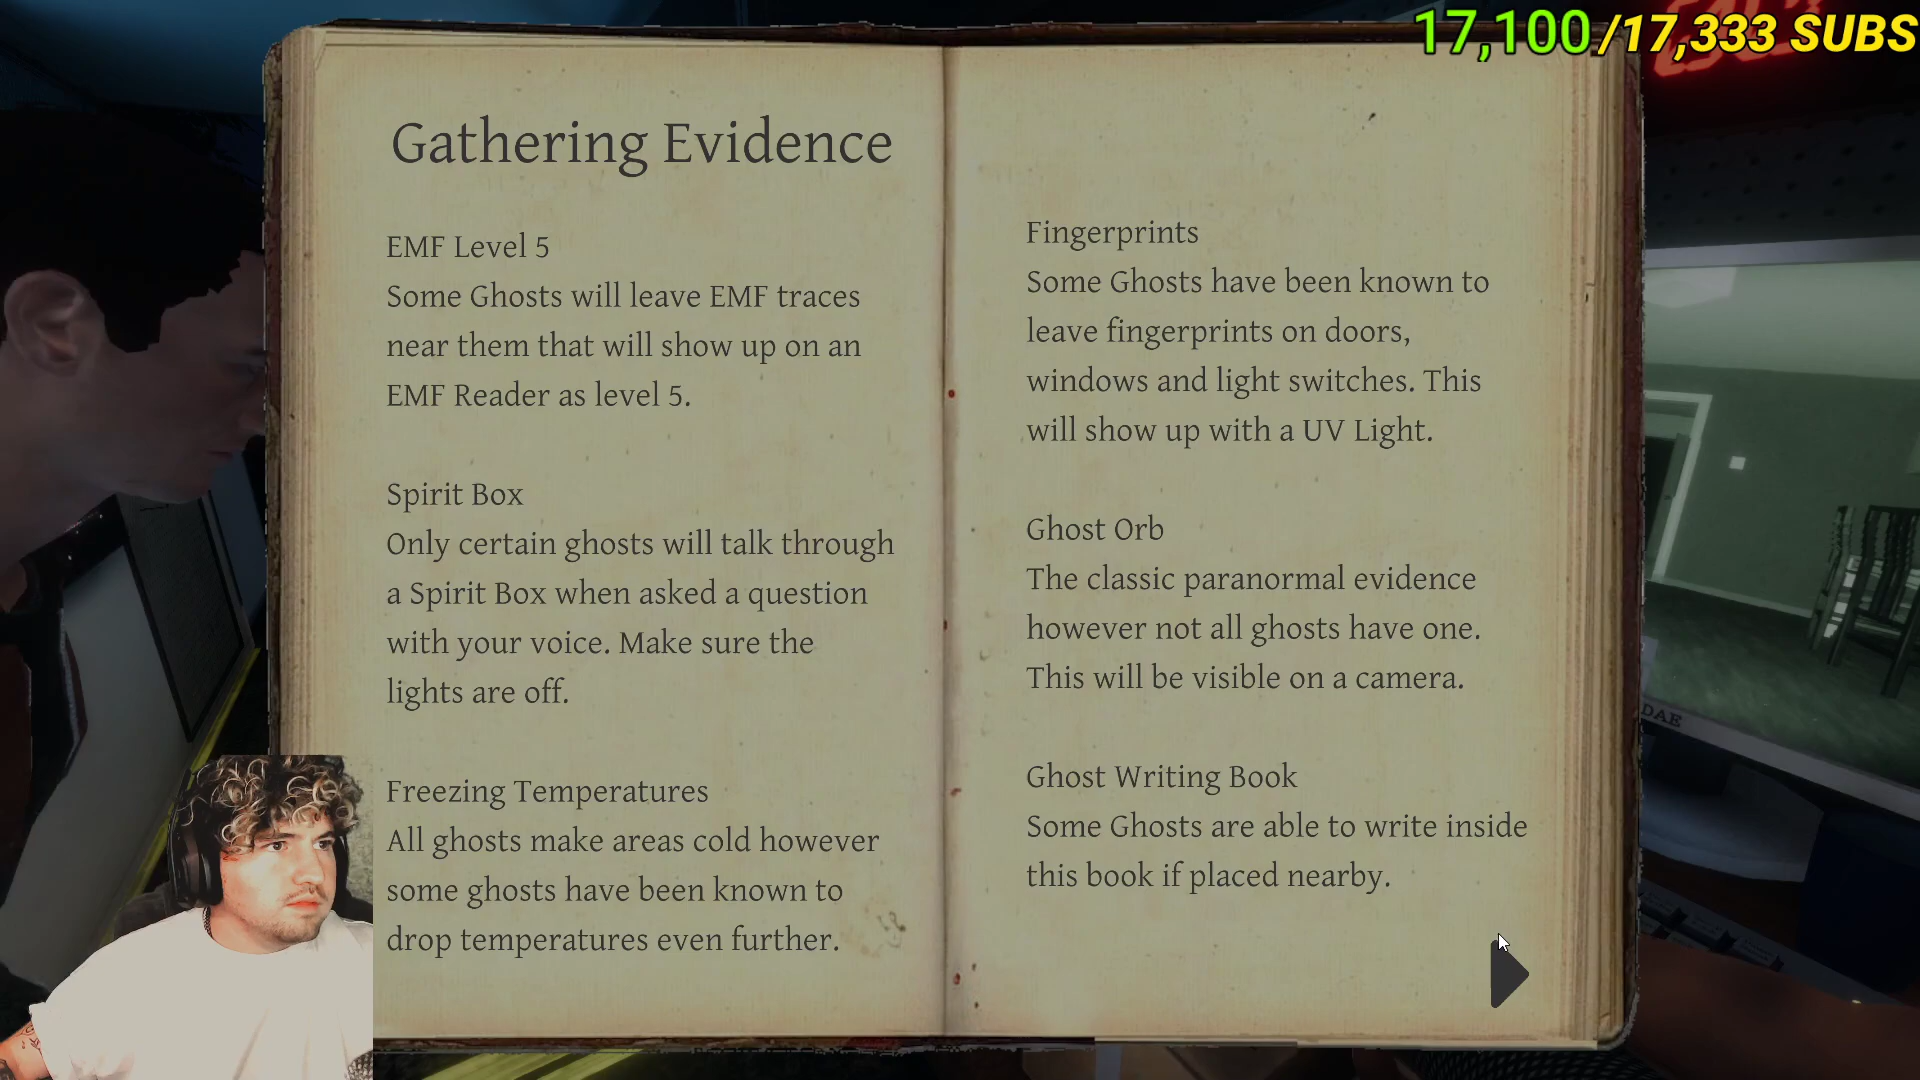 17,100/17,333 SUBS
Gathering Evidence
EMF Level 5
Some Ghosts will leave EMF traces
near them that will show up on an
EMF Reader as level 5.
Spirit Box
Only certain ghosts will talk through
a Spirit Box when asked a question
with your voice. Make sure the
lights are off.
Freezing Temperatures
All ghosts make areas cold however
some ghosts have been known to
drop temperatures even further.
Fingerprints
Some Ghosts have been known to
leave fingerprints on doors,
windows and light switches. This
will show up with a UV Light.
Ghost Orb
The classic paranormal evidence
however not all ghosts have one.
This will be visible on a camera.
Ghost Writing Book
Some Ghosts are able to write inside
this book if placed nearby.